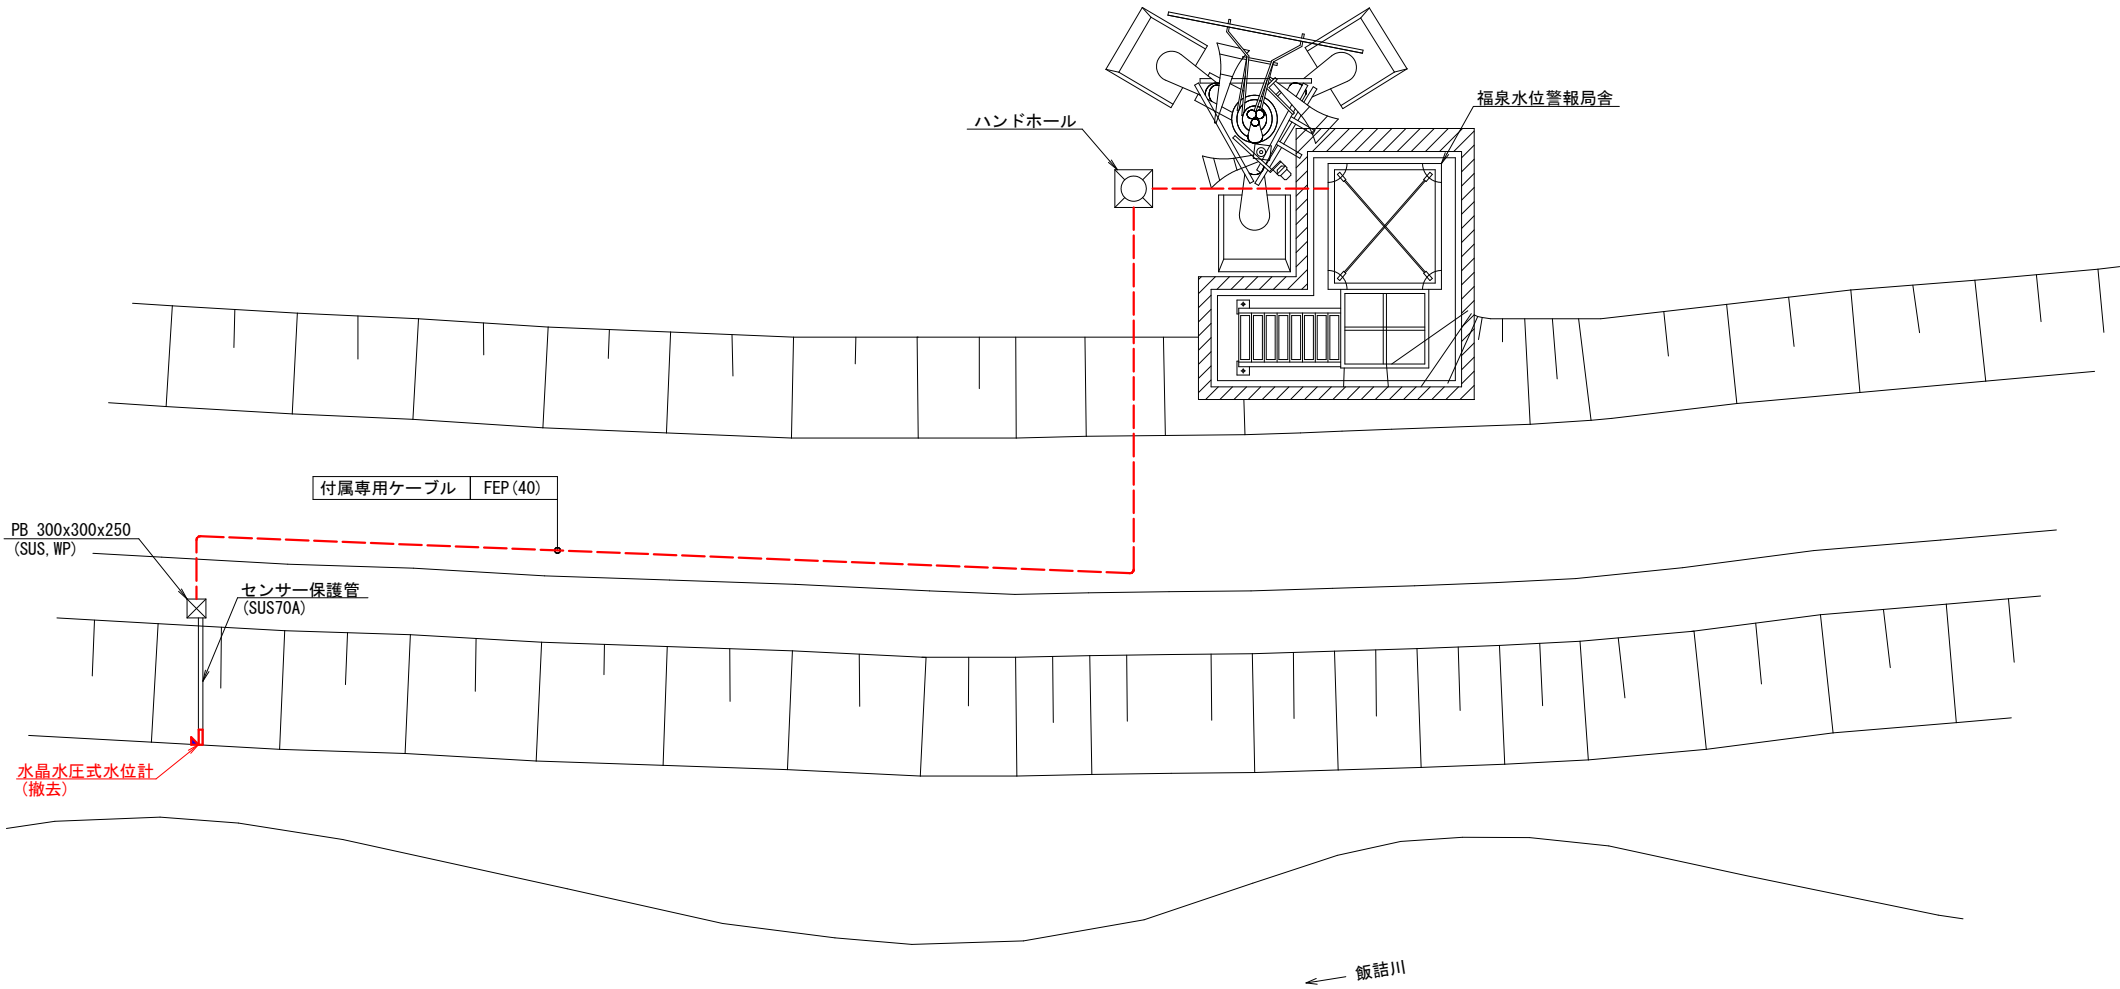 福泉水位警報局舎
ハンドホール
付属専用ケーブル FEP(40)
PB 300x300x250
(SUS,WP)
センサー保護管
(SUS70A)
水晶水圧式水位計
(撤去)
飯詰川